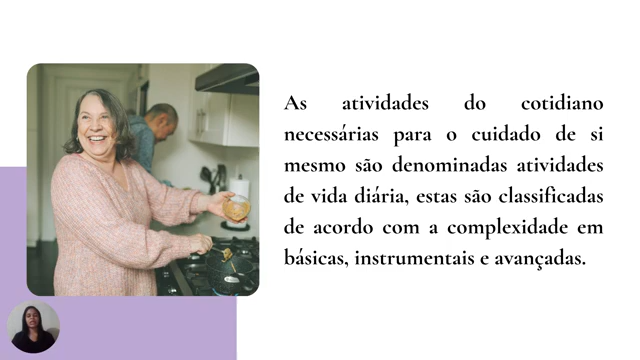 As atividades do cotidiano
necessárias para o cuidado de si
mesmo são denominadas atividades
de vida diária, estas são classificadas
de acordo com a complexidade em
básicas, instrumentais e avançadas.